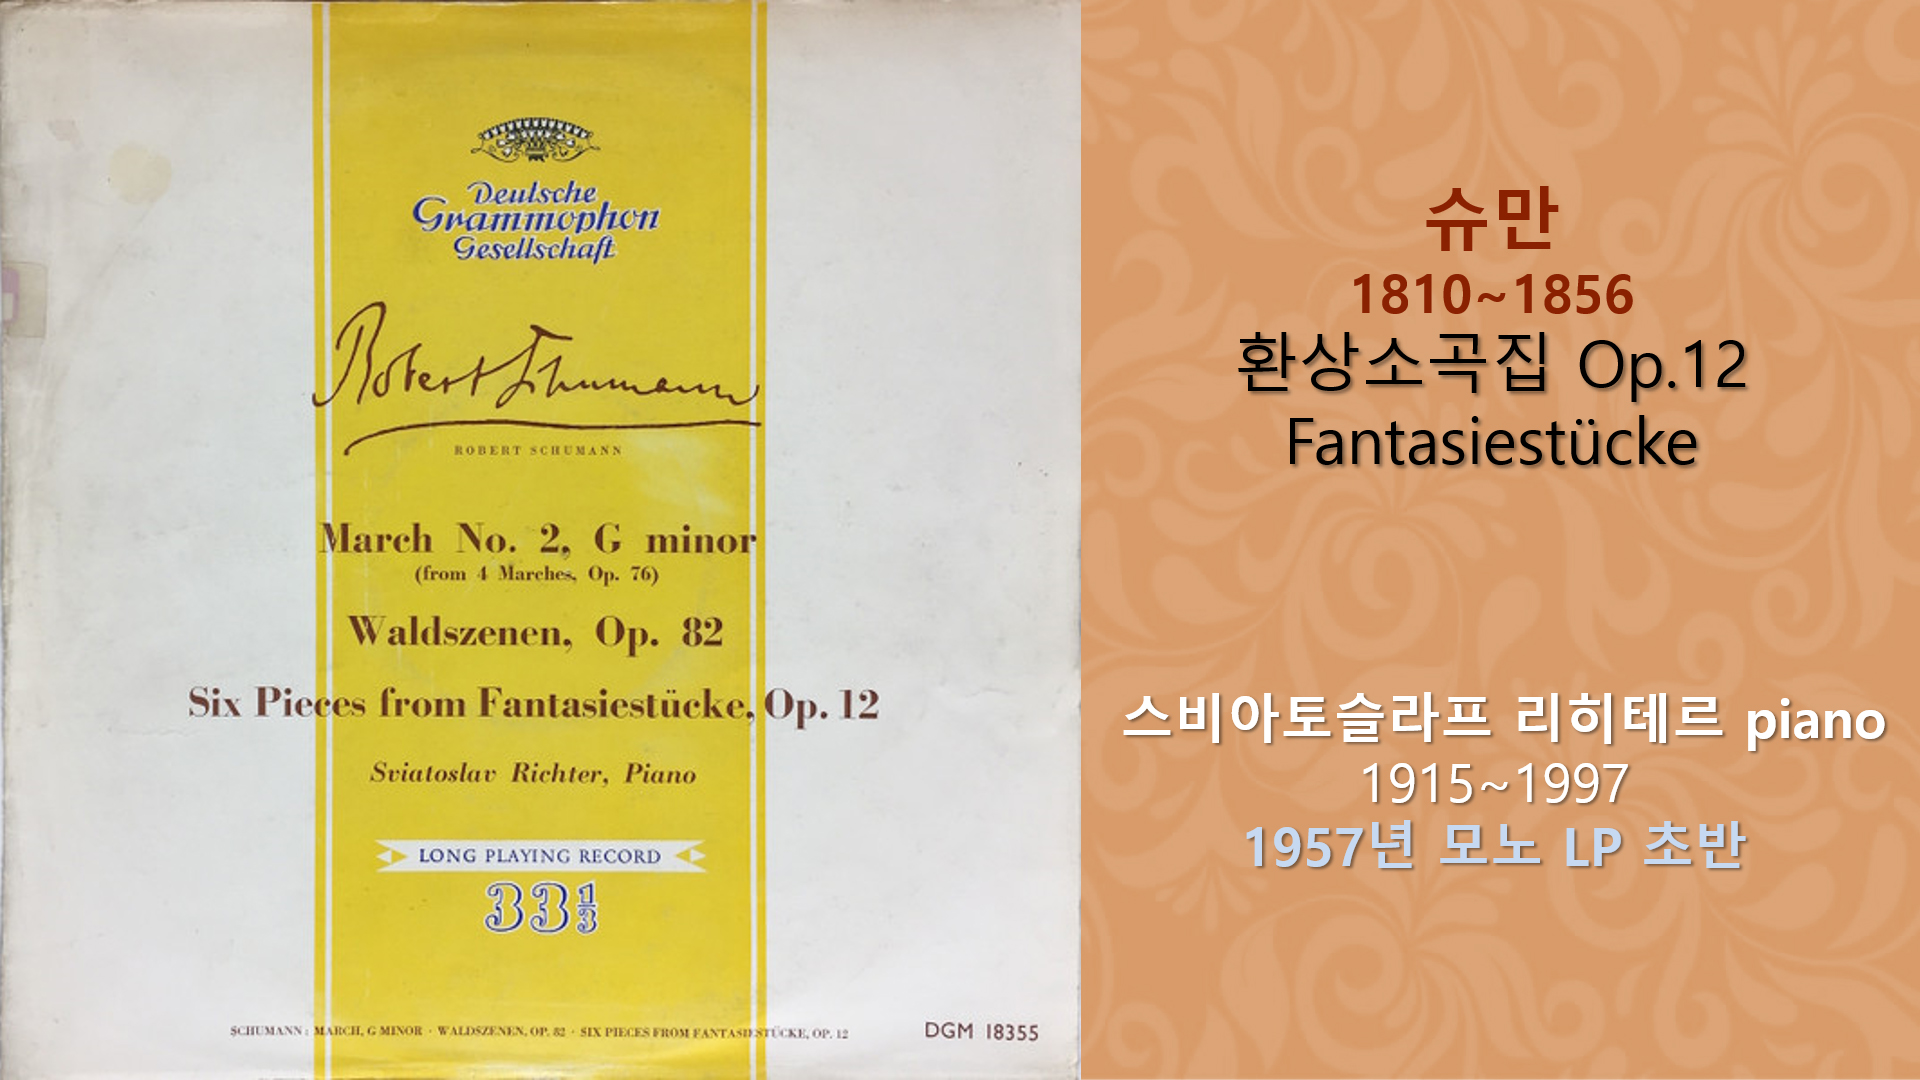 Deutsche
Grammophon
Gesellschaft
Robert Schumann
ROBERT SCHUMANN
March No. 2, G minor
(from 4 Marches, Op. 76)
Waldszenen, Op. 82
Six Pieces from Fantasiestücke, Op. 12
Sviatoslav Richter, Piano
LONG PLAYING RECORD
33 1/3
SCHUMANN: MARCH, G MINOR · WALDSZENEN, OP. 82 · SIX PIECES FROM FANTASIESTÜCKE, OP. 12
DGM 18355
슈만
1810~1856
환상소곡집 Op.12
Fantasiestücke
스비아토슬라프 리히테르 piano
1915~1997
1957년 모노 LP 초반